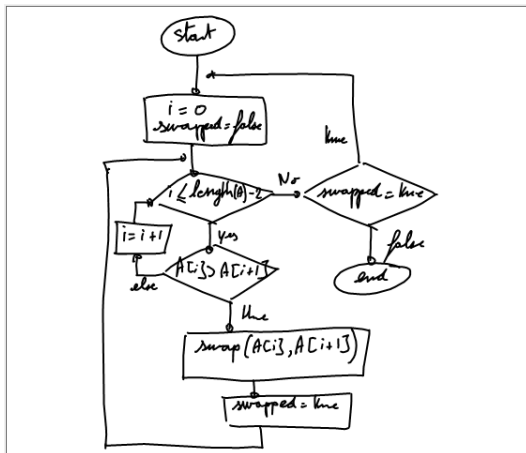 start
i = 0
swapped = false
true
i ≤ length(A)-2
No
swapped = true
i = i+1
yes
false
A[i]>A[i+1]
else
end
true
swap (A[i], A[i+1])
swapped = true